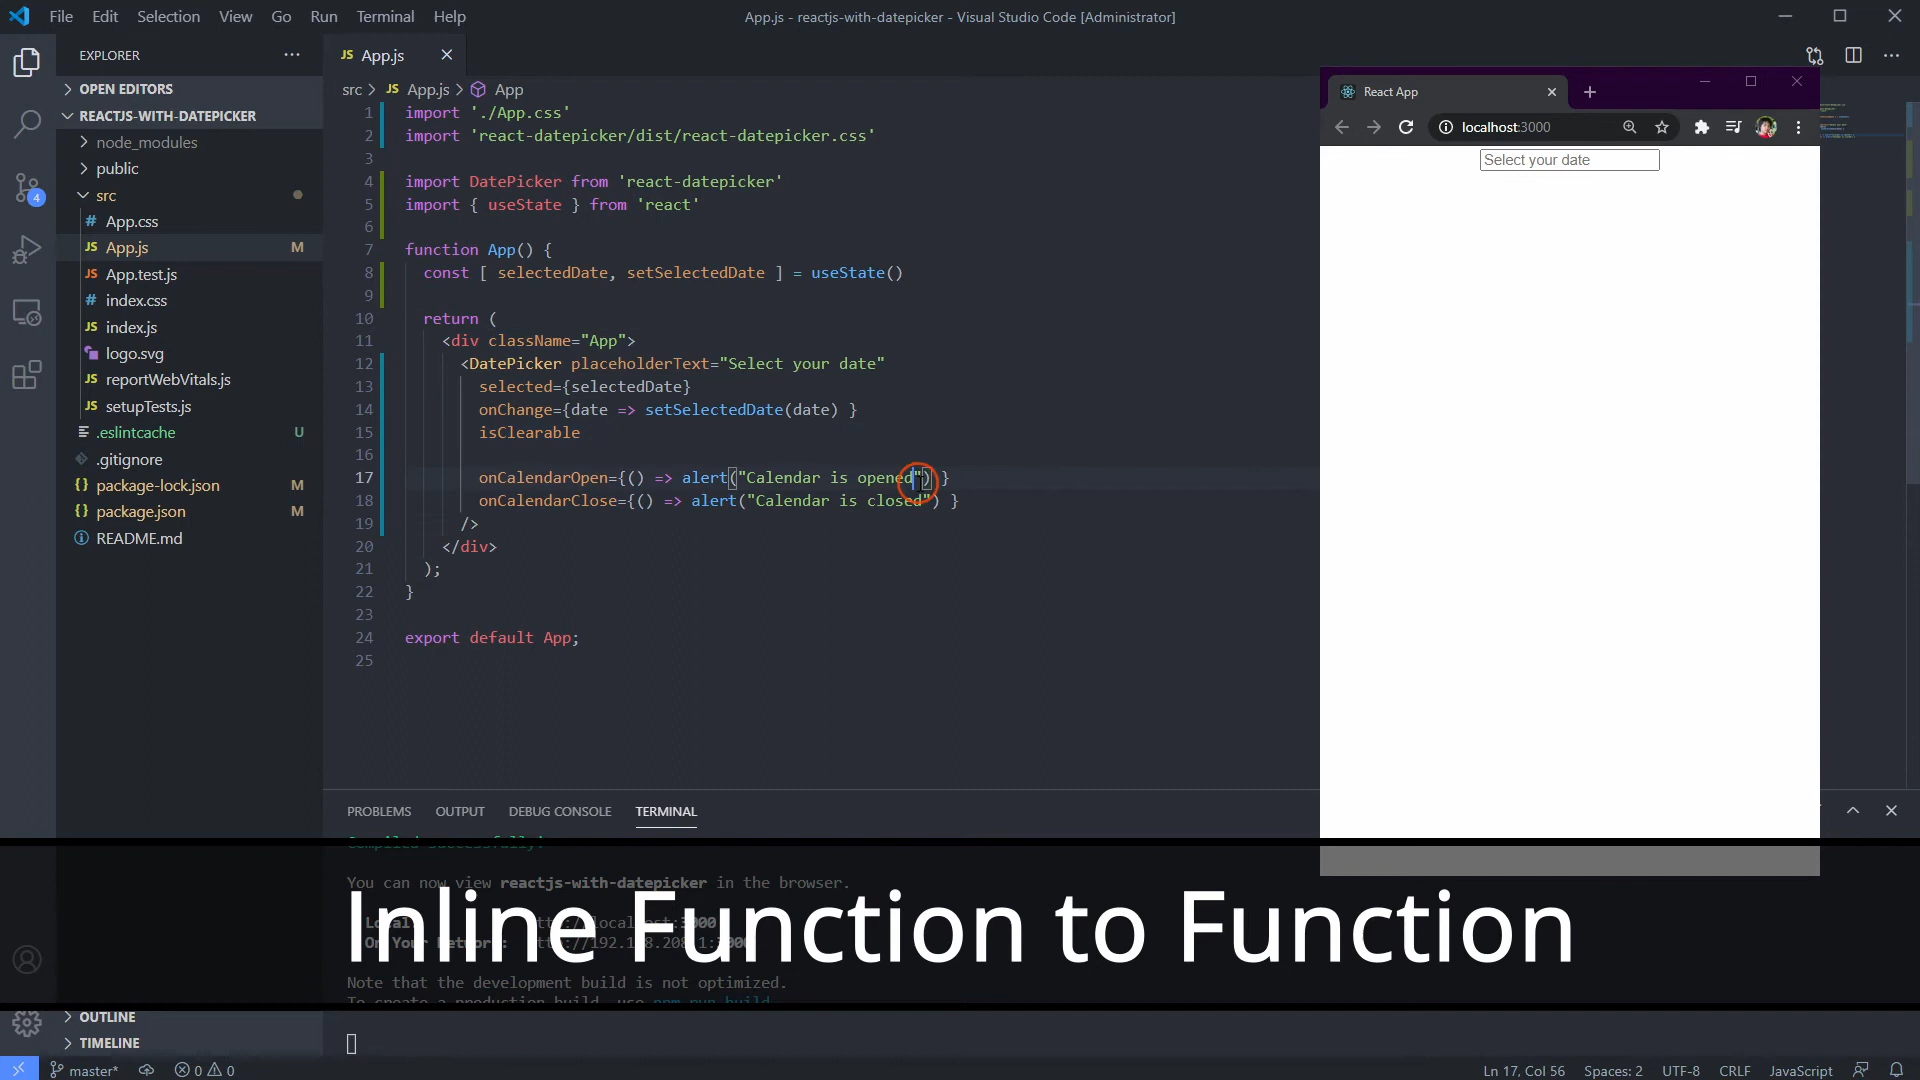 File Edit Selection View Go Run Terminal Help
App.js - reactjs-with-datepicker - Visual Studio Code [Administrator]
EXPLORER
OPEN EDITORS
REACTJS-WITH-DATEPICKER
node_modules
public
src
App.css
App.js M
App.test.js
index.css
index.js
logo.svg
reportWebVitals.js
setupTests.js
.eslintcache U
.gitignore
package-lock.json M
package.json M
README.md
OUTLINE
TIMELINE
4
JS App.js
src > JS App.js > App
1 import './App.css'
2 import 'react-datepicker/dist/react-datepicker.css'
3
4 import DatePicker from 'react-datepicker'
5 import { useState } from 'react'
6
7 function App() {
8 const [ selectedDate, setSelectedDate ] = useState()
9
10 return (
11 <div className="App">
12 <DatePicker placeholderText="Select your date"
13 selected={selectedDate}
14 onChange={date => setSelectedDate(date) }
15 isClearable
16
17 onCalendarOpen={() => alert("Calendar is opened") }
18 onCalendarClose={() => alert("Calendar is closed") }
19 />
20 </div>
21 );
22 }
23
24 export default App;
25
React App
localhost:3000
Select your date
PROBLEMS OUTPUT DEBUG CONSOLE TERMINAL
You can now view reactjs-with-datepicker in the browser.
Inline Function to Function
Note that the development build is not optimized.
master* 0 0
Ln 17, Col 56 Spaces: 2 UTF-8 CRLF JavaScript